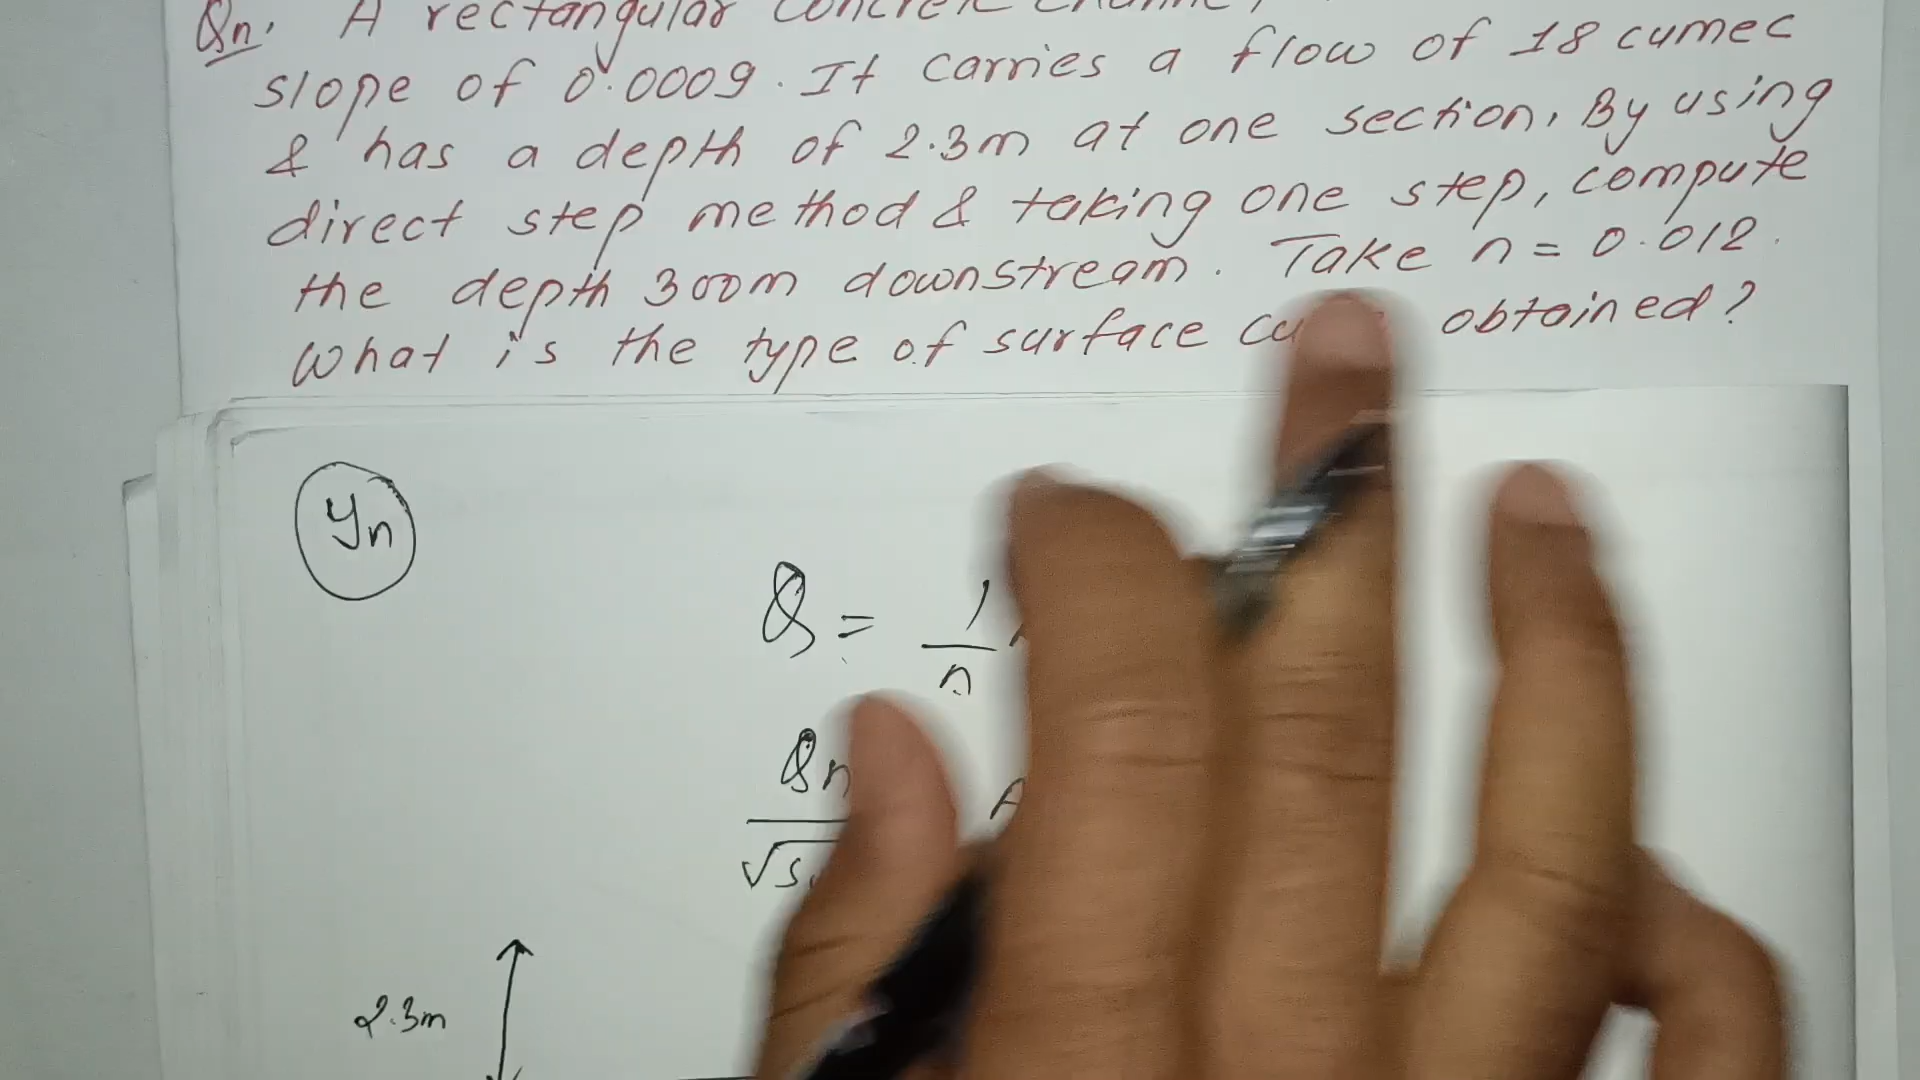 Qn. A rectangular concrete channel
slope of 0.0009. It carries a flow of 18 cumec
& has a depth of 2.3m at one section. By using
direct step method & taking one step, compute
the depth 300m downstream. Take n = 0.012.
What is the type of surface obtained?
yn
Q = 1/n
Qn
√S
2.3m